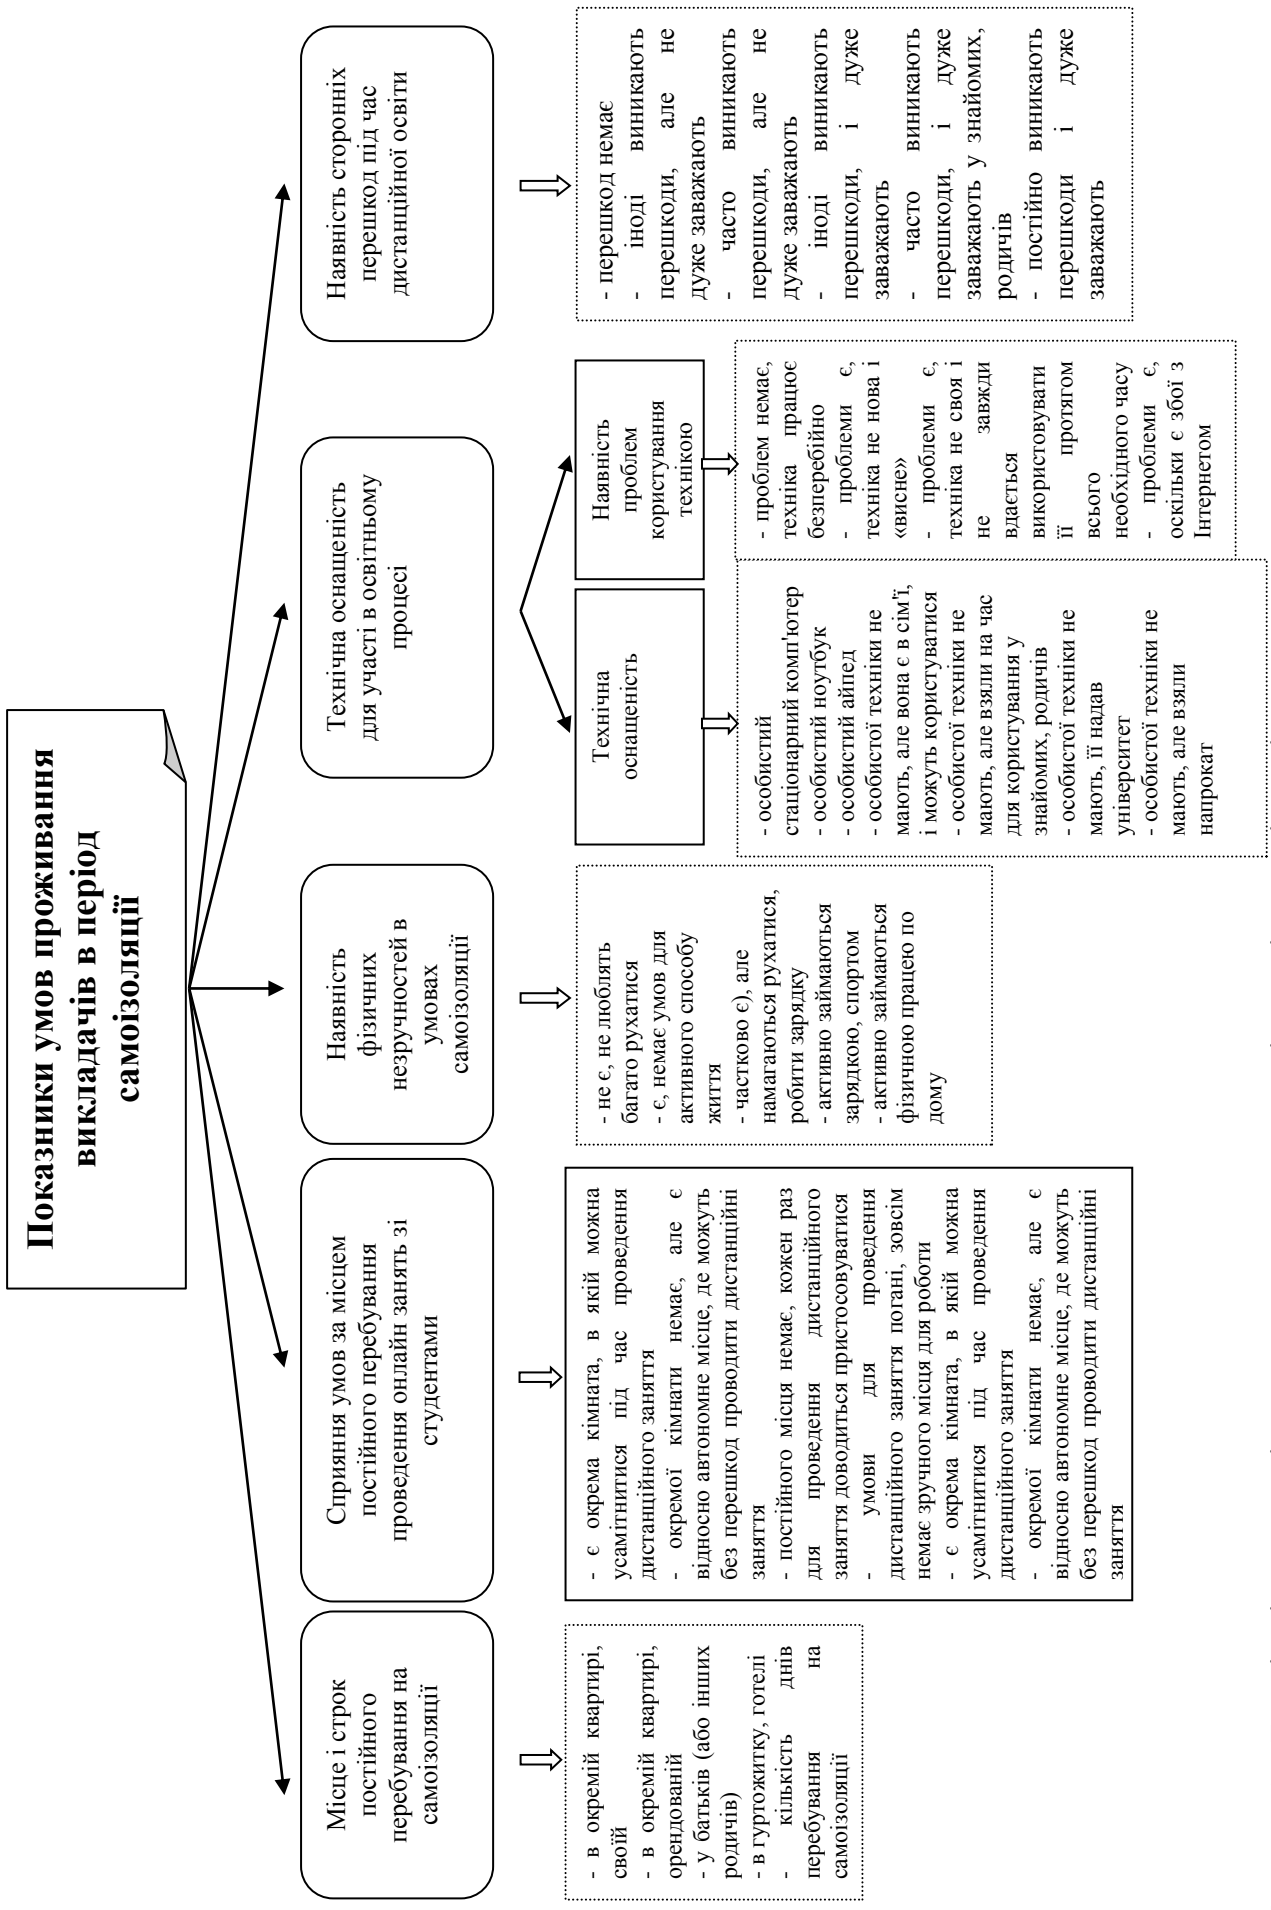 Показники умов проживання
викладачів в період
самоізоляції
Місце і строк
постійного
перебування на
самоізоляції
- в окремій квартирі,
своїй
- в окремій квартирі,
орендованій
- у батьків (або інших
родичів)
- в гуртожитку, готелі
- кількість днів
перебування на
самоізоляції
Сприяння умов за місцем
постійного перебування
проведення онлайн занять зі
студентами
- є окрема кімната, в якій можна
усамітнитися під час проведення
дистанційного заняття
- окремої кімнати немає, але є
відносно автономне місце, де можуть
без перешкод проводити дистанційні
заняття
- постійного місця немає, кожен раз
для проведення дистанційного
заняття доводиться пристосовуватися
- умови для проведення
дистанційного заняття погані, зовсім
немає зручного місця для роботи
- є окрема кімната, в якій можна
усамітнитися під час проведення
дистанційного заняття
- окремої кімнати немає, але є
відносно автономне місце, де можуть
без перешкод проводити дистанційні
заняття
Наявність
фізичних
незручностей в
умовах
самоізоляції
- не є, не люблять
багато рухатися
- є, немає умов для
активного способу
життя
- частково є), але
намагаються рухатися,
робити зарядку
- активно займаються
зарядкою, спортом
- активно займаються
фізичною працею по
дому
Технічна оснащеність
для участі в освітньому
процесі
Технічна
оснащеність
- особистий
стаціонарний комп'ютер
- особистий ноутбук
- особистий айпед
- особистої техніки не
мають, але вона є в сім'ї,
і можуть користуватися
- особистої техніки не
мають, але взяли на час
для користування у
знайомих, родичів
- особистої техніки не
мають, її надав
університет
- особистої техніки не
мають, але взяли
напрокат
Наявність
проблем
користування
технікою
- проблем немає,
техніка працює
безперебійно
- проблеми є,
техніка не нова і
«висне»
- проблеми є,
техніка не своя і
не завжди
вдається
використовувати
її протягом
всього
необхідного часу
- проблеми є,
оскільки є збої з
Інтернетом
Наявність сторонніх
перешкод під час
дистанційної освіти
- перешкод немає
- іноді виникають
перешкоди, але не
дуже заважають
- часто виникають
перешкоди, але не
дуже заважають
- іноді виникають
перешкоди, і дуже
заважають
- часто виникають
перешкоди, і дуже
заважають у знайомих,
родичів
- постійно виникають
перешкоди і дуже
заважають